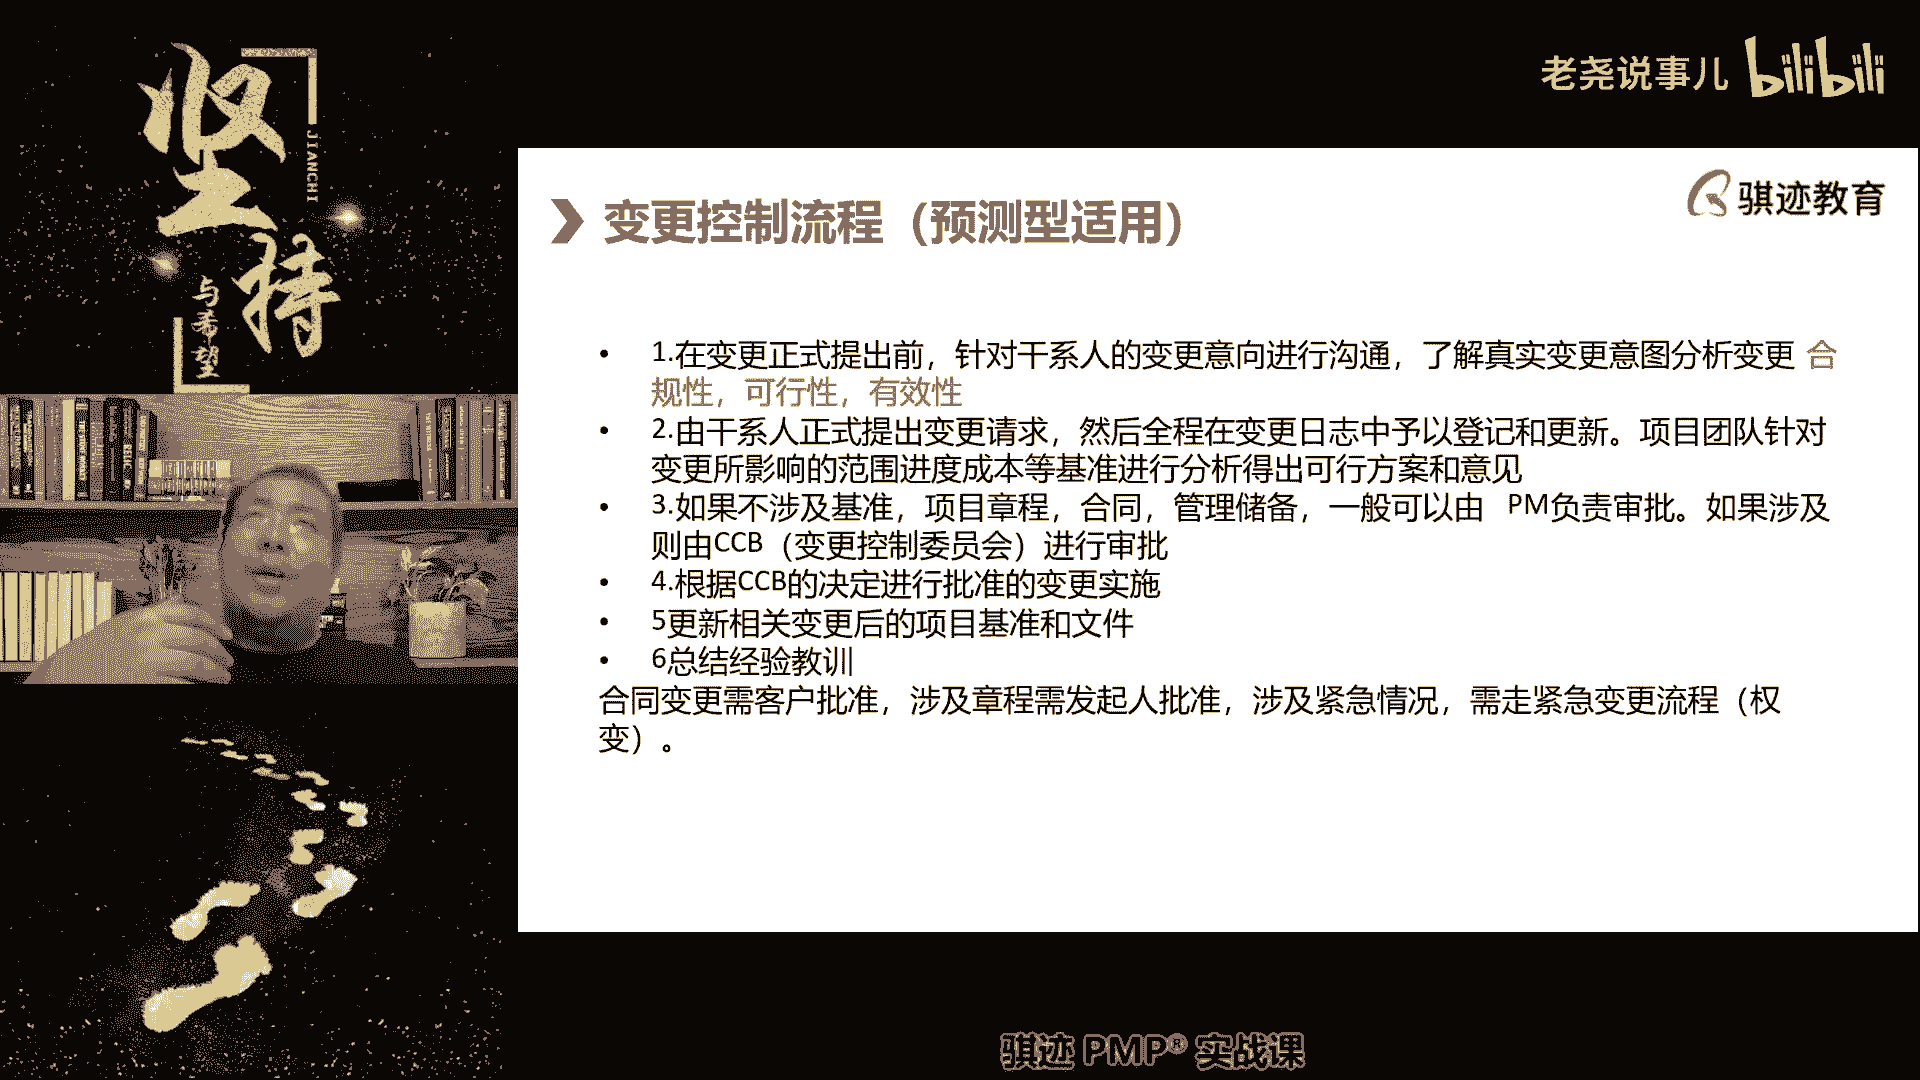 坚持
JIANCHI
与希望
老尧说事儿 bilibili
骐迹教育
变更控制流程（预测型适用）
• 1.在变更正式提出前，针对干系人的变更意向进行沟通，了解真实变更意图分析变更 合
规性，可行性，有效性
• 2.由干系人正式提出变更请求，然后全程在变更日志中予以登记和更新。项目团队针对
变更所影响的范围进度成本等基准进行分析得出可行方案和意见
• 3.如果不涉及基准，项目章程，合同，管理储备，一般可以由 PM负责审批。如果涉及
则由CCB（变更控制委员会）进行审批
• 4.根据CCB的决定进行批准的变更实施
• 5更新相关变更后的项目基准和文件
• 6总结经验教训
合同变更需客户批准，涉及章程需发起人批准，涉及紧急情况，需走紧急变更流程（权
变）。
骐迹 PMP® 实战课